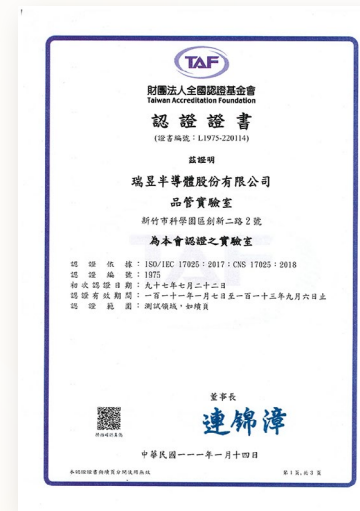 TAF
財團法人全國認證基金會
Taiwan Accreditation Foundation
認證證書
(證書編號：L1975-220114)
茲證明
瑞昱半導體股份有限公司
品管實驗室
新竹市科學園區創新二路2號
為本會認證之實驗室
認證依據：ISO/IEC 17025：2017；CNS 17025：2018
認證編號：1975
初次認證日期：九十七年七月二十二日
認證有效期間：一百一十一年一月七日至一百一十三年九月六日止
認證範圍：測試領域，如續頁
董事長
連錦漳
中華民國一一一年一月十四日
本認證證書與續頁分開使用無效
第1頁,共3頁